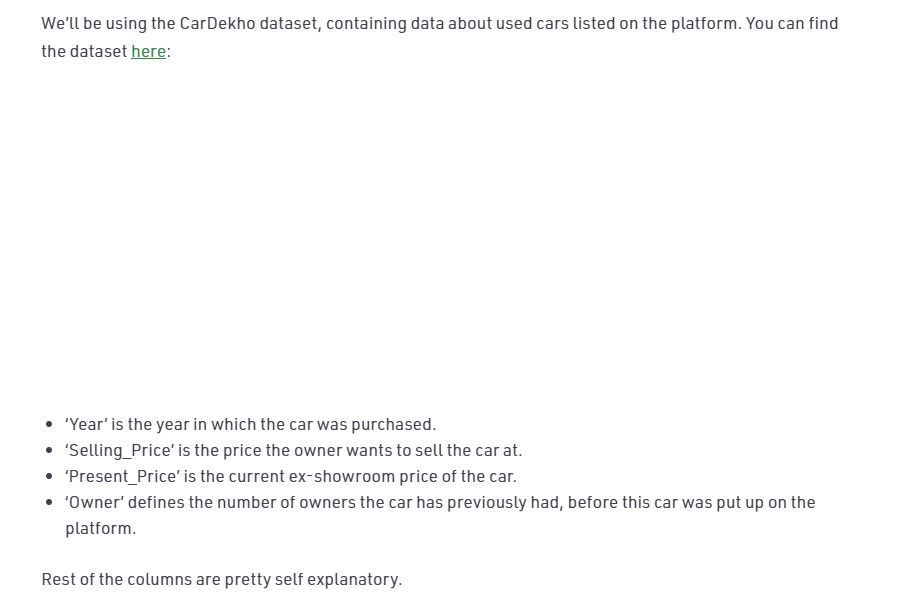 We'll be using the CarDekho dataset, containing data about used cars listed on the platform. You can find
the dataset here:
• ‘Year’ is the year in which the car was purchased.
• ‘Selling_Price’ is the price the owner wants to sell the car at.
• ‘Present_Price’ is the current ex-showroom price of the car.
• ‘Owner’ defines the number of owners the car has previously had, before this car was put up on the
platform.
Rest of the columns are pretty self explanatory.